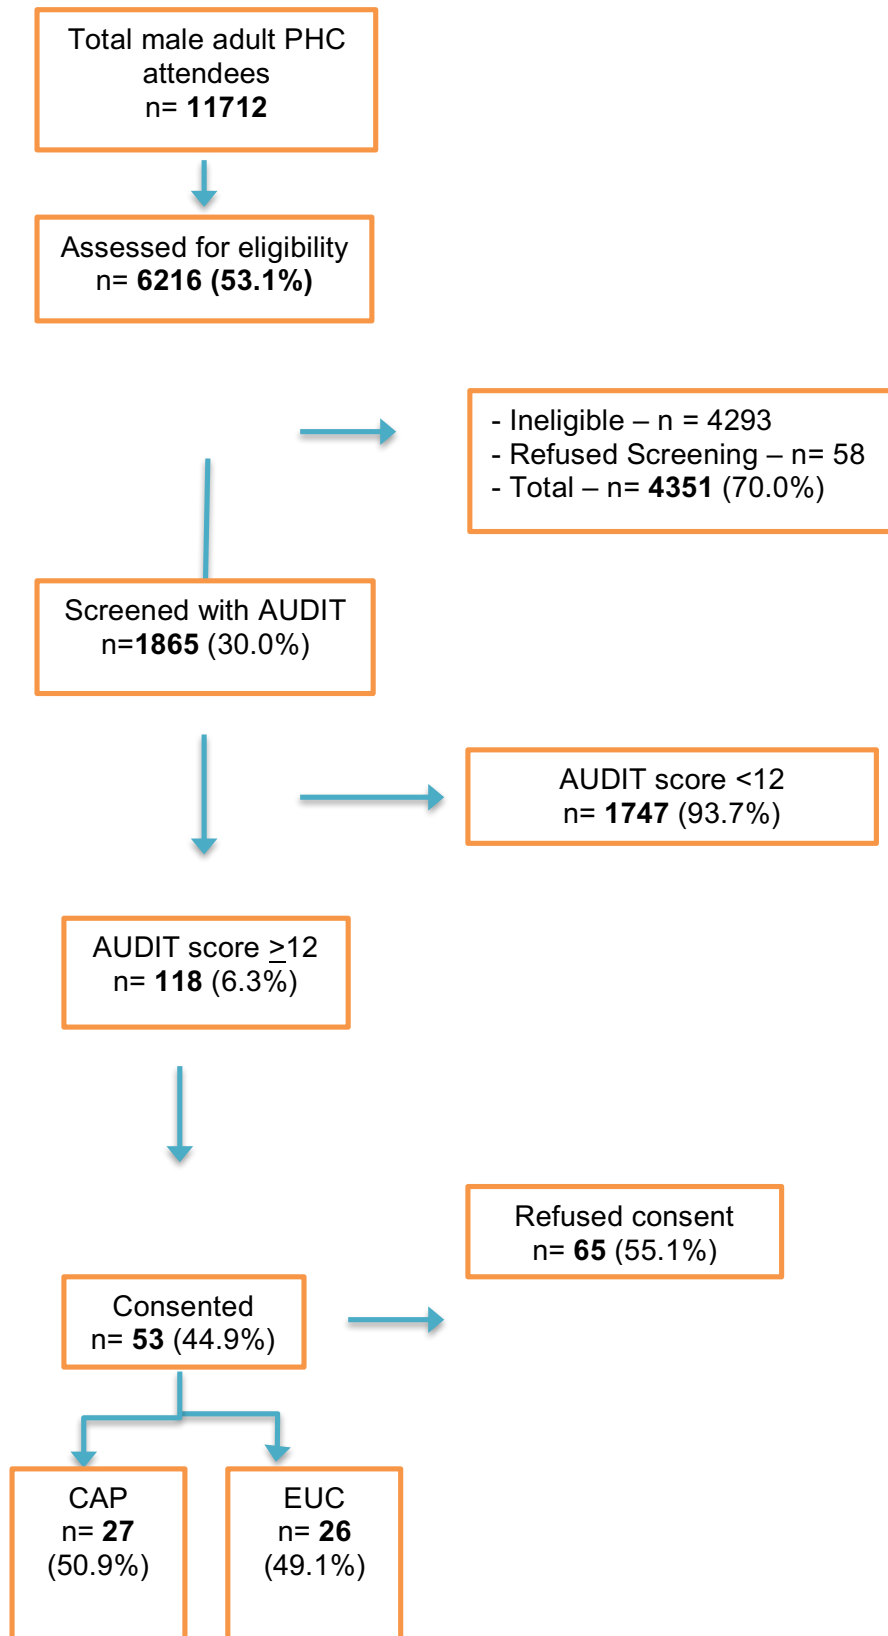 Total male adult PHC
attendees
n= 11712
Assessed for eligibility
n= 6216 (53.1%)
- Ineligible – n = 4293
- Refused Screening – n= 58
- Total – n= 4351 (70.0%)
Screened with AUDIT
n=1865 (30.0%)
AUDIT score <12
n= 1747 (93.7%)
AUDIT score ≥12
n= 118 (6.3%)
Refused consent
n= 65 (55.1%)
Consented
n= 53 (44.9%)
CAP
n= 27
(50.9%)
EUC
n= 26
(49.1%)